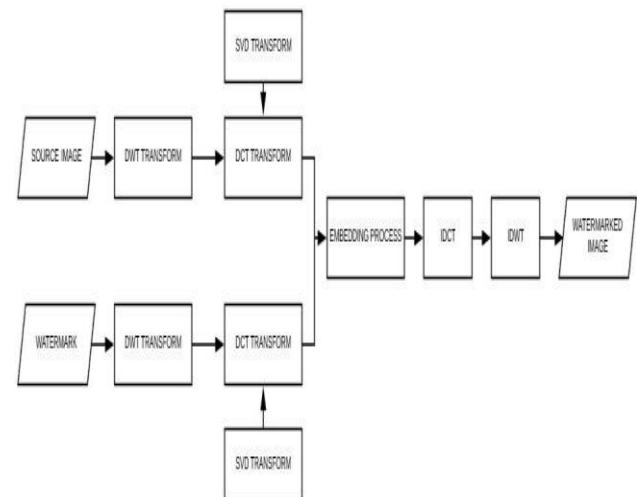 SVD TRANSFORM
SOURCE IMAGE
DWT TRANSFORM
DCT TRANSFORM
EMBEDDING PROCESS
IDCT
IDWT
WATERMARKED
IMAGE
WATERMARK
DWT TRANSFORM
DCT TRANSFORM
SVD TRANSFORM